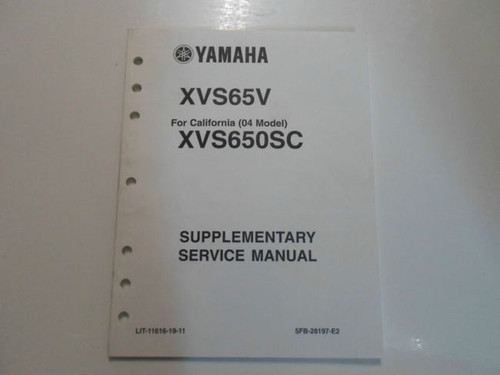 YAMAHA
XVS65V
For California (04 Model)
XVS650SC
SUPPLEMENTARY
SERVICE MANUAL
LIT-11616-19-11
5FB-28197-E2